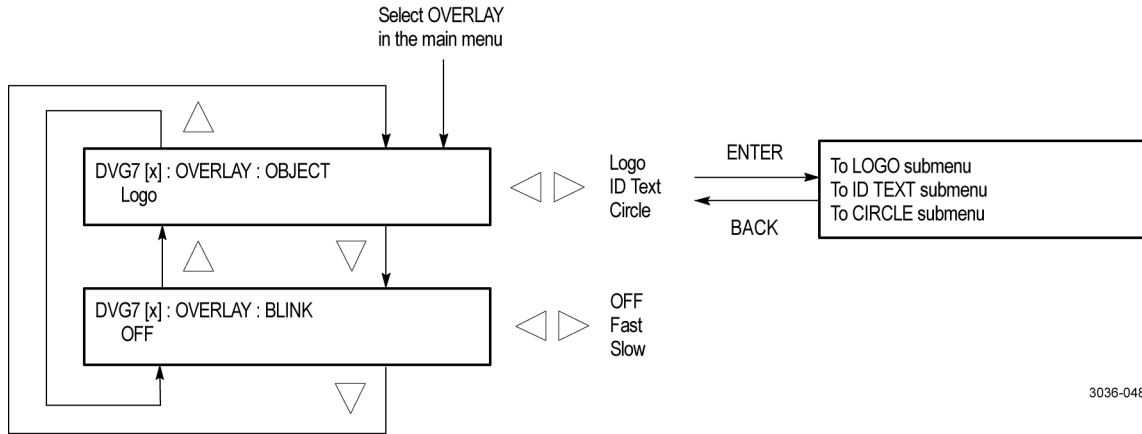 Select OVERLAY
in the main menu
DVG7 [x] : OVERLAY : OBJECT
Logo
Logo
ID Text
Circle
ENTER
BACK
To LOGO submenu
To ID TEXT submenu
To CIRCLE submenu
DVG7 [x] : OVERLAY : BLINK
OFF
OFF
Fast
Slow
3036-048